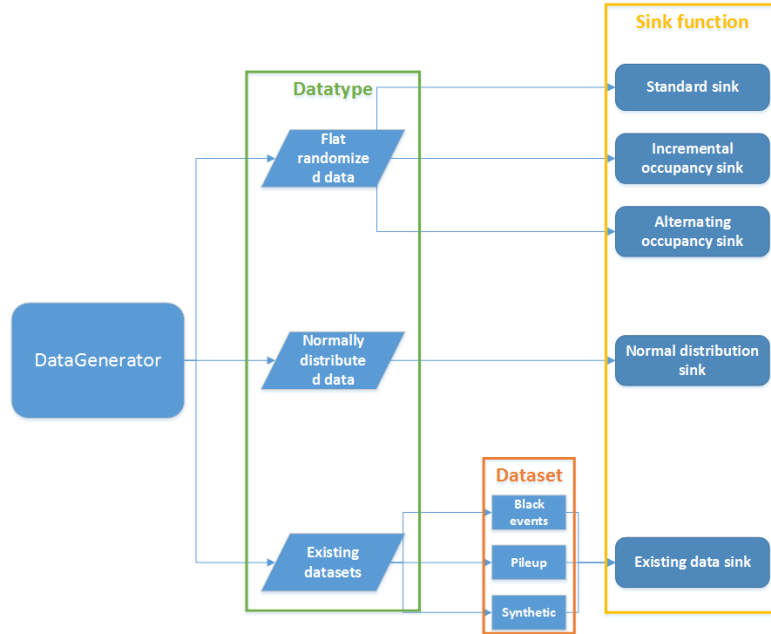 Sink function
Standard sink
Datatype
Flat
randomize
d data
Incremental
occupancy sink
Alternating
occupancy sink
DataGenerator
Normally
distribute
d data
Normal distribution
sink
Dataset
Black
events
Existing
datasets
Pileup
Existing data sink
Synthetic